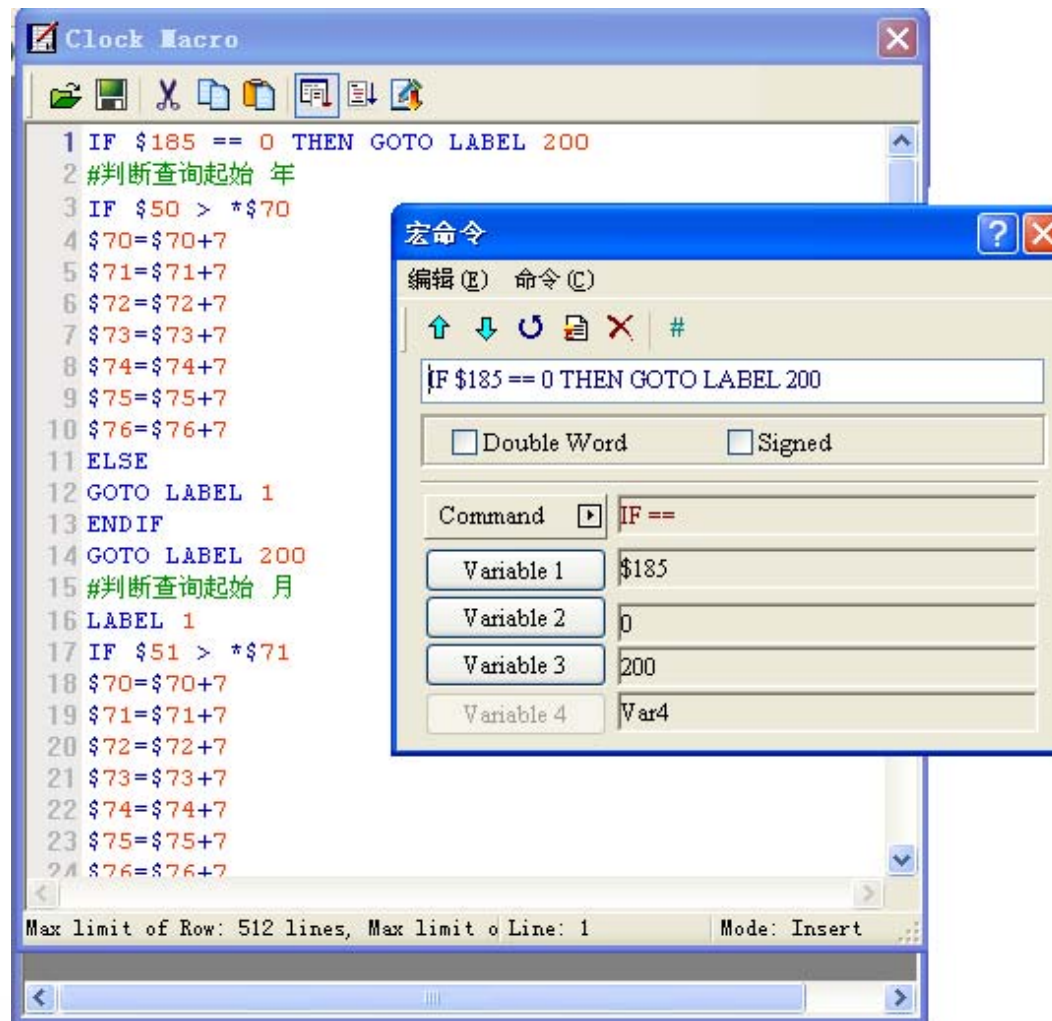 Clock Macro
1 IF $185 == 0 THEN GOTO LABEL 200
2 #判断查询起始 年
3 IF $50 > *$70
4 $70=$70+7
5 $71=$71+7
6 $72=$72+7
7 $73=$73+7
8 $74=$74+7
9 $75=$75+7
10 $76=$76+7
11 ELSE
12 GOTO LABEL 1
13 ENDIF
14 GOTO LABEL 200
15 #判断查询起始 月
16 LABEL 1
17 IF $51 > *$71
18 $70=$70+7
19 $71=$71+7
20 $72=$72+7
21 $73=$73+7
22 $74=$74+7
23 $75=$75+7
24 $76=$76+7
Max limit of Row: 512 lines, Max limit o Line: 1 Mode: Insert
宏命令
编辑(E) 命令(C)
#
IF $185 == 0 THEN GOTO LABEL 200
Double Word Signed
Command IF ==
Variable 1 $185
Variable 2 0
Variable 3 200
Variable 4 Var4